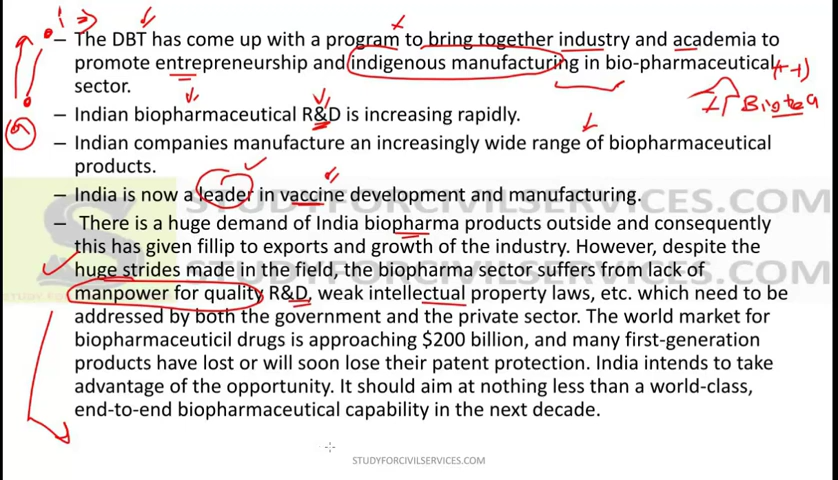 – The DBT has come up with a program to bring together industry and academia to
promote entrepreneurship and indigenous manufacturing in bio-pharmaceutical
sector.
– Indian biopharmaceutical R&D is increasing rapidly.
– Indian companies manufacture an increasingly wide range of biopharmaceutical
products.
– India is now a leader in vaccine development and manufacturing.
– There is a huge demand of India biopharma products outside and consequently
this has given fillip to exports and growth of the industry. However, despite the
huge strides made in the field, the biopharma sector suffers from lack of
manpower for quality R&D, weak intellectual property laws, etc. which need to be
addressed by both the government and the private sector. The world market for
biopharmaceuticil drugs is approaching $200 billion, and many first-generation
products have lost or will soon lose their patent protection. India intends to take
advantage of the opportunity. It should aim at nothing less than a world-class,
end-to-end biopharmaceutical capability in the next decade.
STUDYFORCIVILSERVICES.COM
STUDYFORCIVILSERVICES.COM
STUDYFORCIVILSERVICES.COM